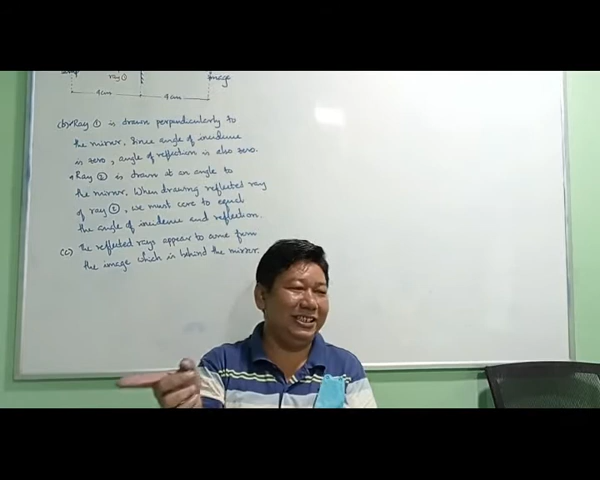 ray ①
image
4cm
4cm
(b)*Ray ① is drawn perpendicularly to
the mirror. Since angle of incidence
is zero, angle of reflection is also zero.
*Ray ② is drawn at an angle to
the mirror. When drawing reflected ray
of ray ②, we must care to equal
the angle of incidence and reflection.
(c) The reflected rays appear to come from
the image which is behind the mirror.